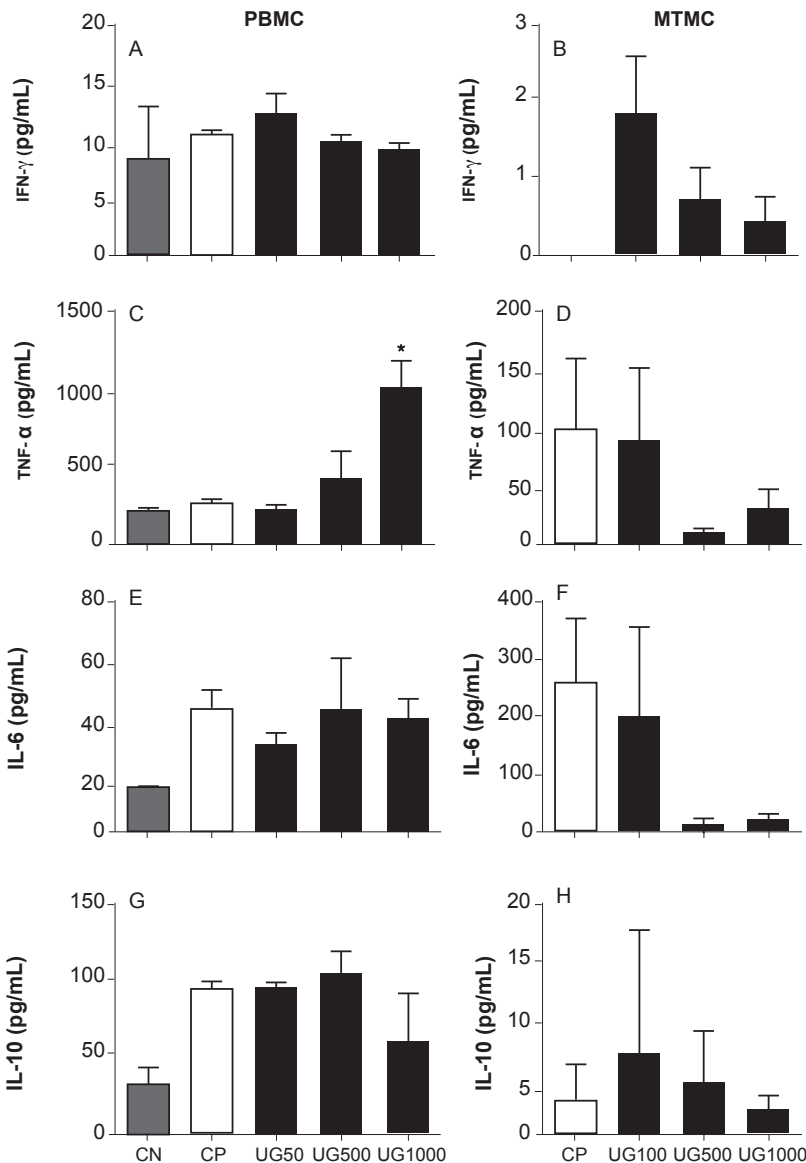 PBMC
MTMC
A
IFN-γ (pg/mL)
20
15
10
5
0
B
IFN-γ (pg/mL)
3
2
1
0
C
TNF- α (pg/mL)
1500
1000
500
0
*
D
TNF- α (pg/mL)
200
150
100
50
0
E
IL-6 (pg/mL)
80
60
40
20
0
F
IL-6 (pg/mL)
400
300
200
100
0
G
IL-10 (pg/mL)
150
100
50
0
CN CP UG50 UG500 UG1000
H
IL-10 (pg/mL)
20
15
10
5
0
CP UG100 UG500 UG1000